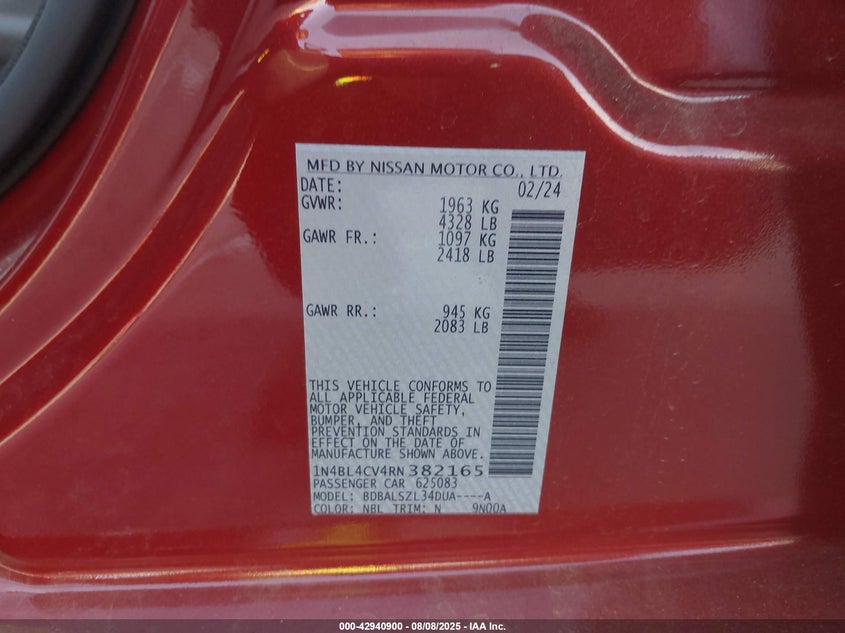 MFD BY NISSAN MOTOR CO., LTD.
DATE: 02/24
GVWR: 1963 KG
4328 LB
GAWR FR.: 1097 KG
2418 LB
GAWR RR.: 945 KG
2083 LB
THIS VEHICLE CONFORMS TO
ALL APPLICABLE FEDERAL
MOTOR VEHICLE SAFETY,
BUMPER, AND THEFT
PREVENTION STANDARDS IN
EFFECT ON THE DATE OF
MANUFACTURE SHOWN ABOVE.
1N4BL4CV4RN382165
PASSENGER CAR 625083
MODEL: BDBALSZL34DUA----A
COLOR: NBL TRIM: N 9N00A
000-42940900 - 08/08/2025 - IAA Inc.